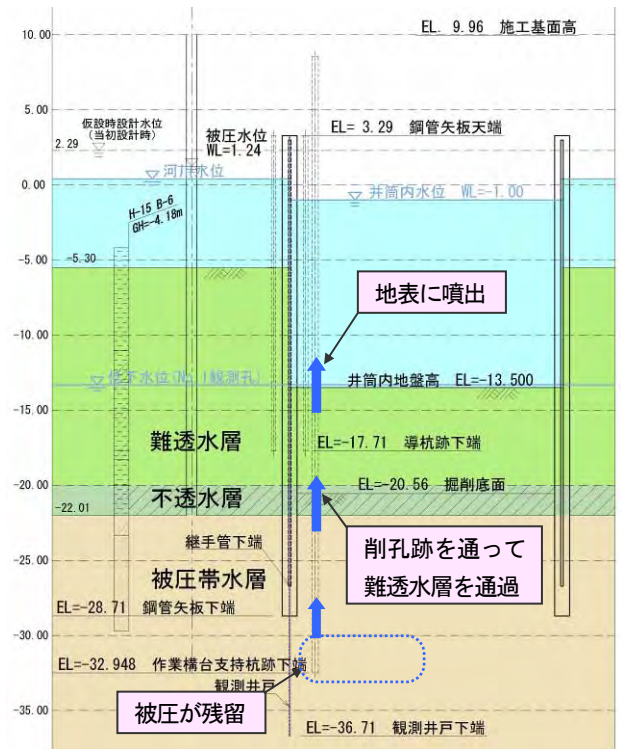 EL. 9.96 施工基面高
10.00
5.00
仮設時設計水位
(当初設計時)
2.29
被圧水位
WL=1.24
EL= 3.29 鋼管矢板天端
河川水位
0.00
井筒内水位 WL=-1.00
H-15 B-6
GH=-4.18m
-5.00
-5.30
地表に噴出
-10.00
低下水位(No.1観測孔)
井筒内地盤高 EL=-13.500
-15.00
難透水層
EL=-17.71 導杭跡下端
-20.00
不透水層
EL=-20.56 掘削底面
-22.01
継手管下端
削孔跡を通って
難透水層を通過
-25.00
被圧帯水層
EL=-28.71 鋼管矢板下端
-30.00
EL=-32.948 作業構台支持杭跡下端
観測井戸
被圧が残留
-35.00
EL=-36.71 観測井戸下端